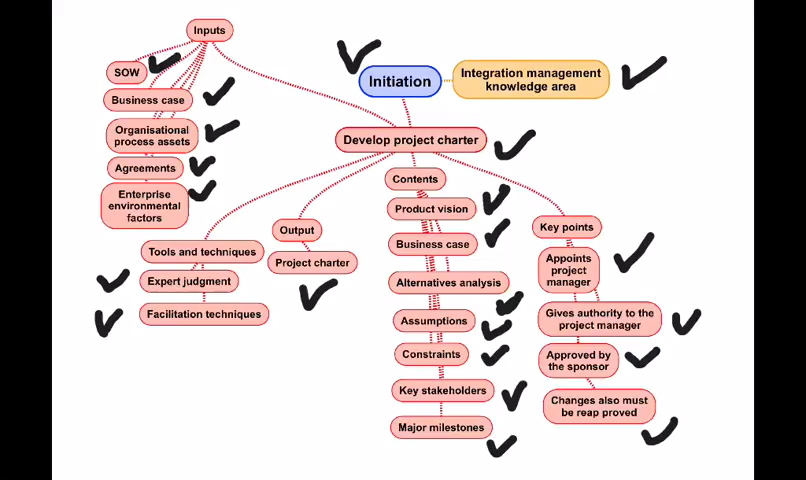 Inputs
SOW
Business case
Organisational
process assets
Agreements
Enterprise
environmental
factors
Initiation
Integration management
knowledge area
Develop project charter
Tools and techniques
Expert judgment
Facilitation techniques
Output
Project charter
Contents
Product vision
Business case
Alternatives analysis
Assumptions
Constraints
Key stakeholders
Major milestones
Key points
Appoints
project
manager
Gives authority to the
project manager
Approved by
the sponsor
Changes also must
be reap proved